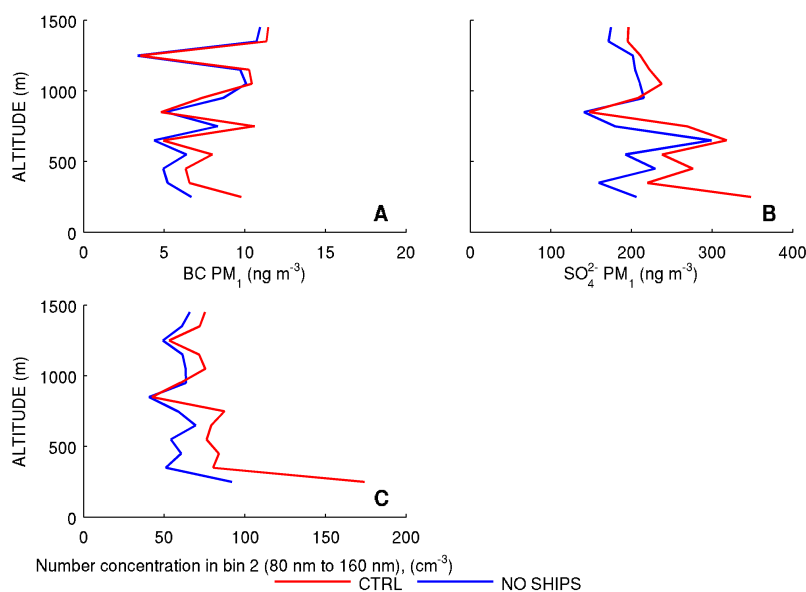 1500
1000
500
0
ALTITUDE (m)
0 5 10 15 20
BC PM1 (ng m-3)
A
0 100 200 300 400
SO42- PM1 (ng m-3)
B
1500
1000
500
0
ALTITUDE (m)
0 50 100 150 200
C
Number concentration in bin 2 (80 nm to 160 nm), (cm-3)
CTRL NO SHIPS